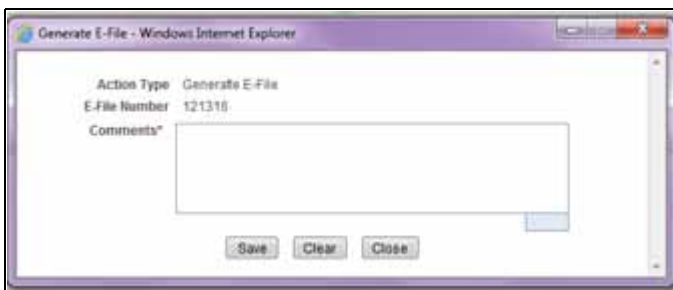 Generate E-File - Windows Internet Explorer
Action Type Generate E-File
E-File Number 121316
Comments*
Save Clear Close